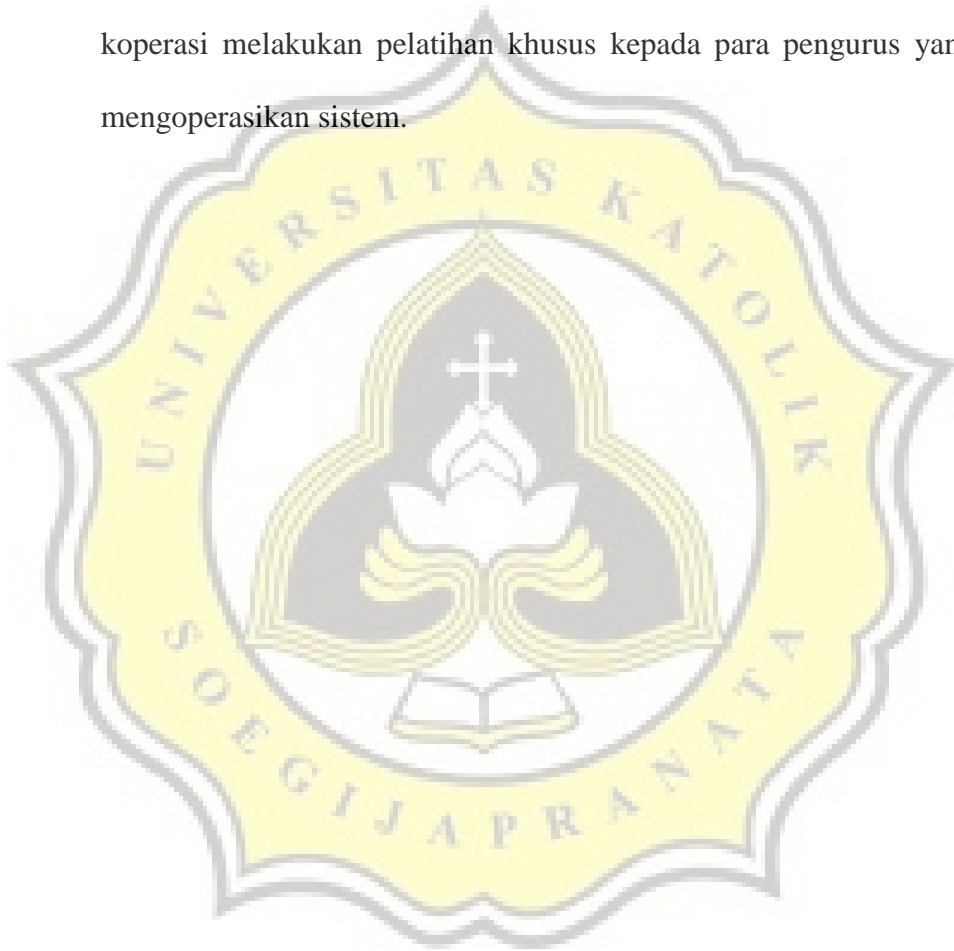 koperasi melakukan pelatihan khusus kepada para pengurus yan
mengoperasikan sistem.
UNIVERSITAS KATOLIK
SOEGIJAPRANATA